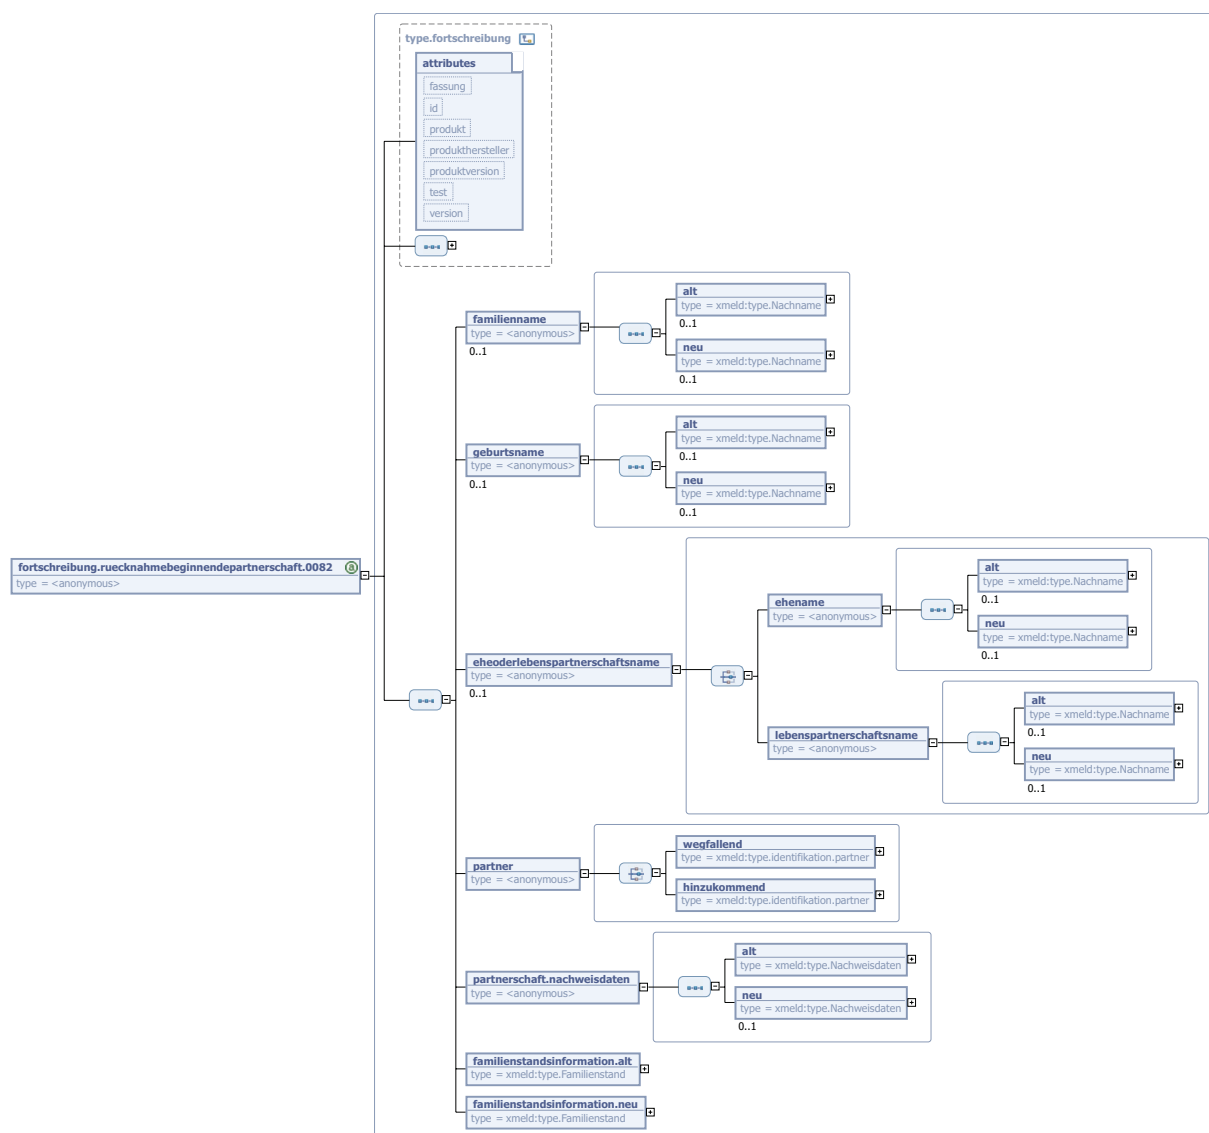 type.fortschreibung
attributes
fassung
id
produkt
produkthersteller
produktversion
test
version
alt
type = xmeld:type.Nachname
0..1
familienname
type = <anonymous>
0..1
neu
type = xmeld:type.Nachname
0..1
alt
type = xmeld:type.Nachname
0..1
geburtsname
type = <anonymous>
0..1
neu
type = xmeld:type.Nachname
0..1
fortschreibung.ruecknahmebeginnendepartnerschaft.0082
type = <anonymous>
alt
type = xmeld:type.Nachname
0..1
ehename
type = <anonymous>
neu
type = xmeld:type.Nachname
0..1
eheoderlebenspartnerschaftsname
type = <anonymous>
0..1
alt
type = xmeld:type.Nachname
0..1
lebenspartnerschaftsname
type = <anonymous>
neu
type = xmeld:type.Nachname
0..1
wegfallend
type = xmeld:type.identifikation.partner
partner
type = <anonymous>
hinzukommend
type = xmeld:type.identifikation.partner
alt
type = xmeld:type.Nachweisdaten
partnerschaft.nachweisdaten
type = <anonymous>
neu
type = xmeld:type.Nachweisdaten
0..1
familienstandsinformation.alt
type = xmeld:type.Familienstand
familienstandsinformation.neu
type = xmeld:type.Familienstand